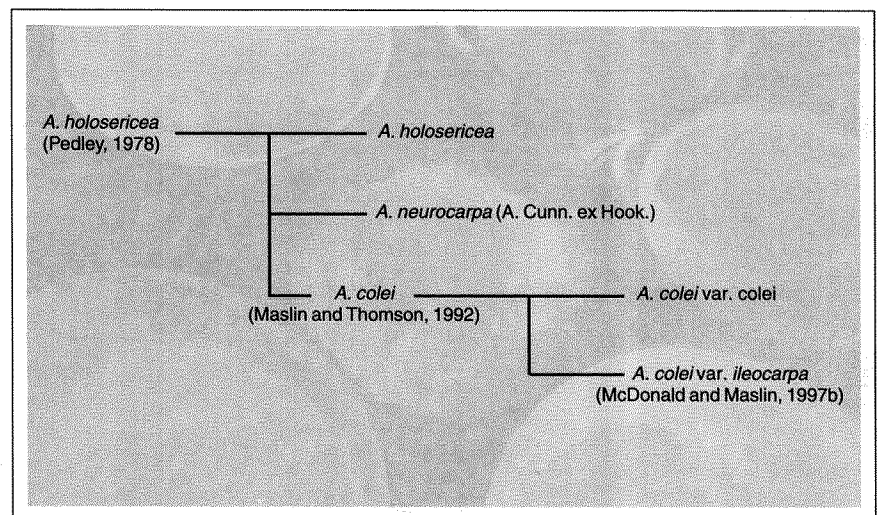 A. holosericea
(Pedley, 1978)
A. holosericea
A. neurocarpa (A. Cunn. ex Hook.)
A. colei
(Maslin and Thomson, 1992)
A. colei var. colei
A. colei var. ileocarpa
(McDonald and Maslin, 1997b)